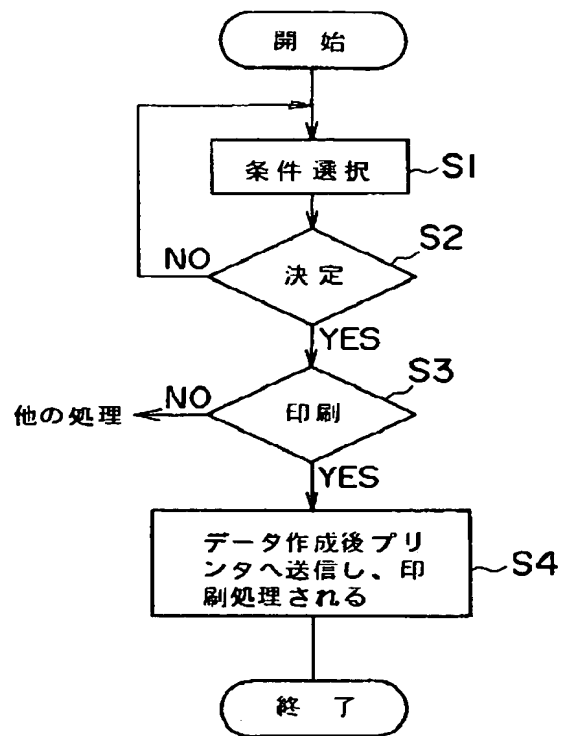 開始
条件選択
S1
S2
決定
NO
YES
S3
印刷
NO
他の処理
YES
データ作成後プリ
ンタへ送信し、印
刷処理される
S4
終了